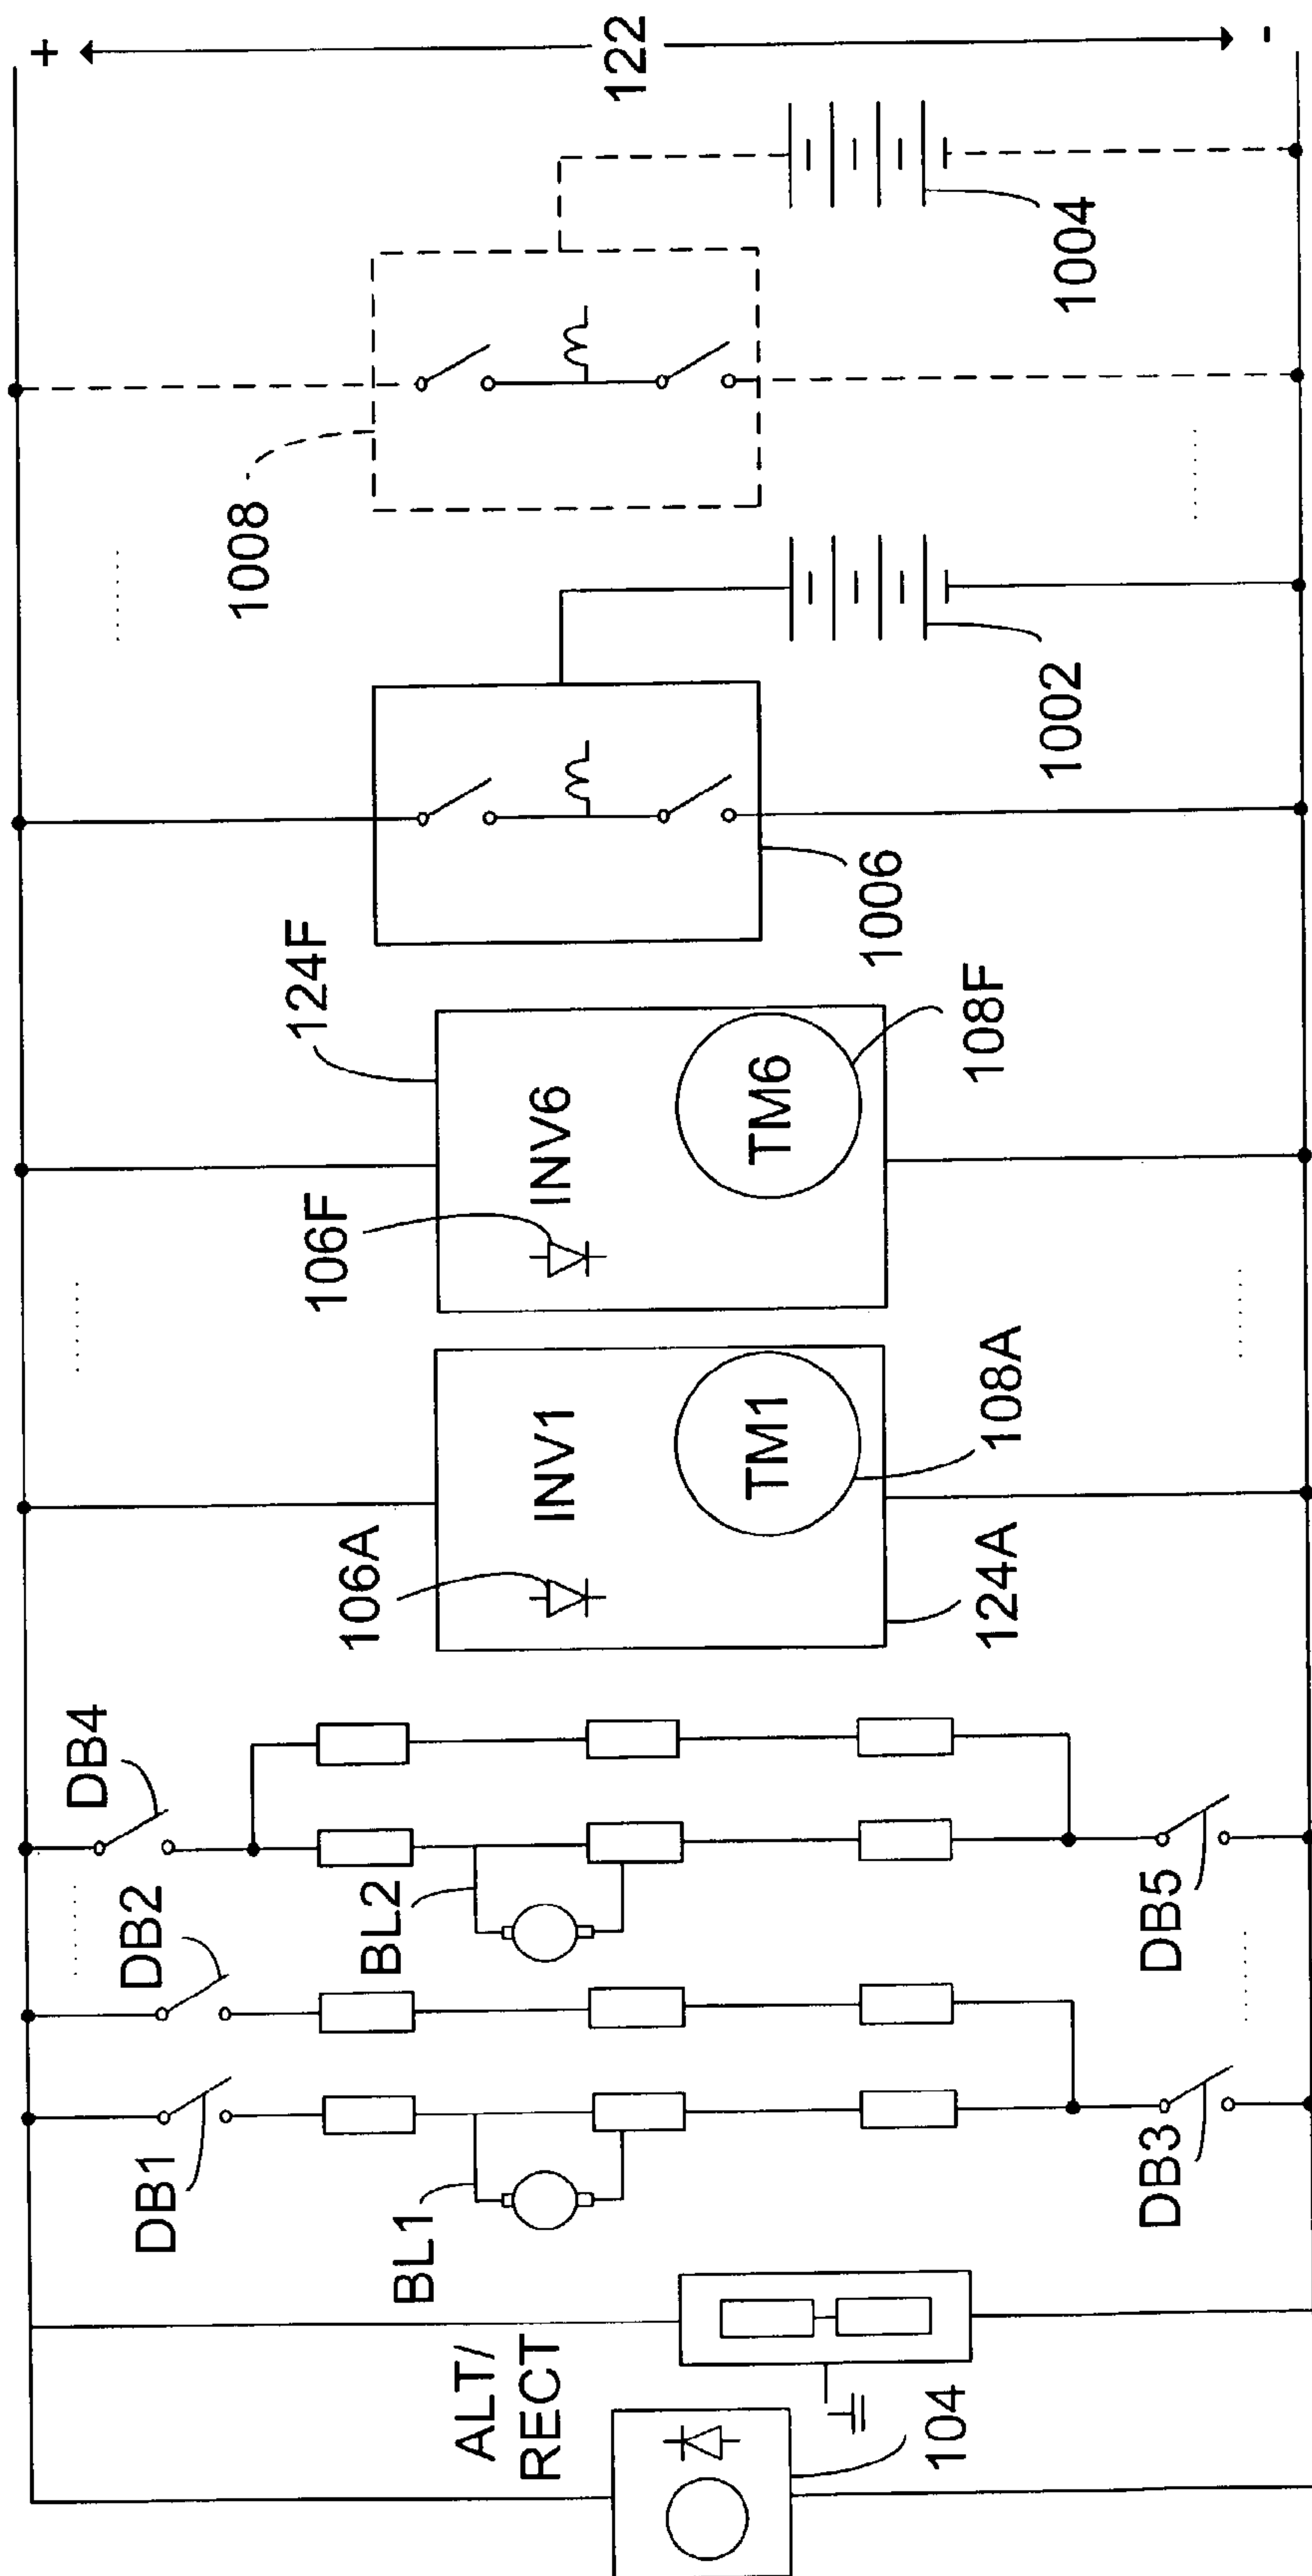 +
122
-
1004
1008
1002
1006
124F
106F
INV6
TM6
108F
106A
INV1
TM1
108A
124A
DB4
DB2
BL2
DB5
DB1
BL1
DB3
ALT/
RECT
104